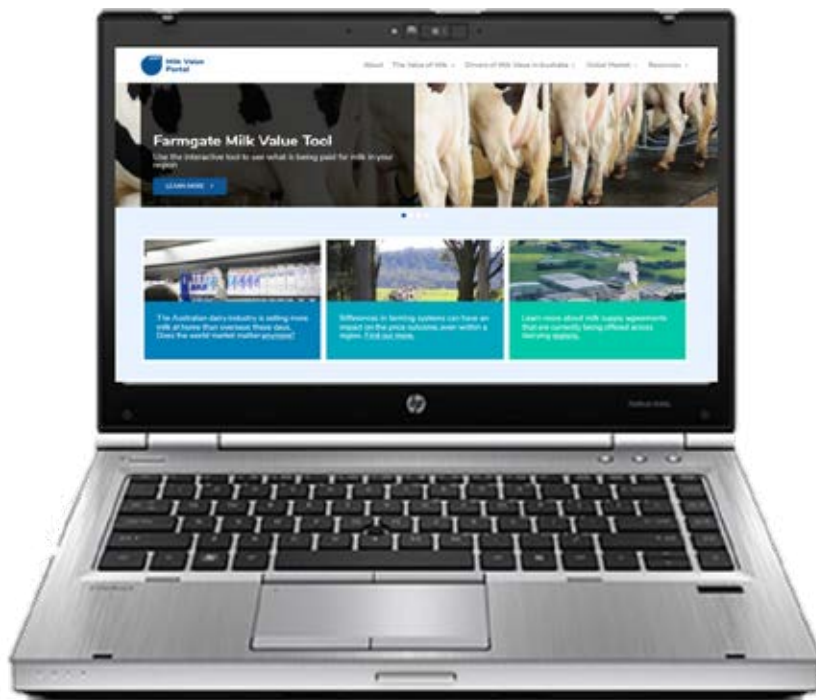 Milk Value
Portal
About The Value of Milk Drivers of Milk Value in Australia Global Market Resources
Farmgate Milk Value Tool
Use the interactive tool to see what is being paid for milk in your
region
LEARN MORE
The Australian dairy industry is selling more
milk at home than overseas these days.
Does the world market matter anymore?
Differences in farming systems can have an
impact on the price outcome, even within a
region. Find out more.
Learn more about milk supply agreements
that are currently being offered across
dairying regions.
hp